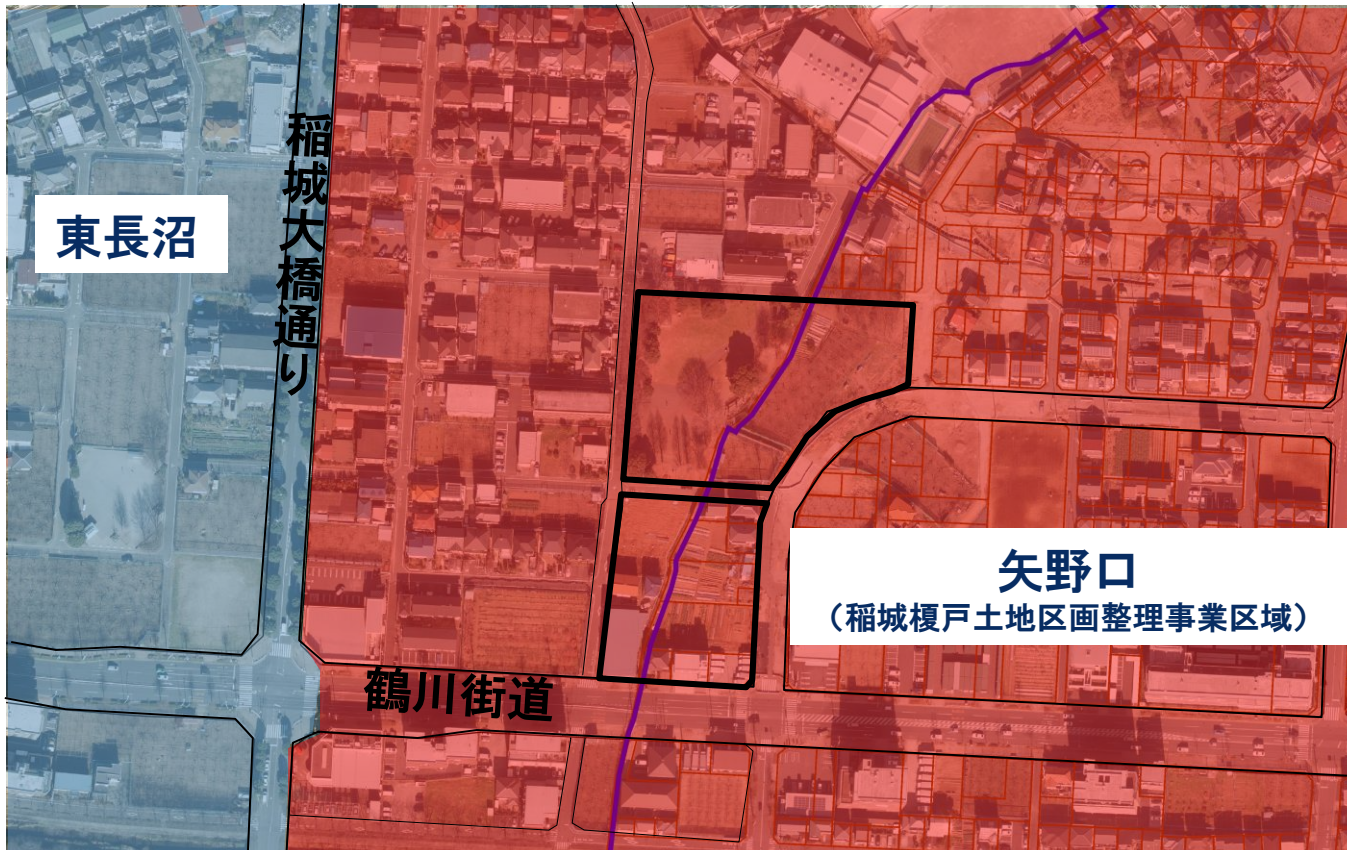 東長沼
稲城大橋通り
矢野口
（稲城榎戸土地区画整理事業区域）
鶴川街道